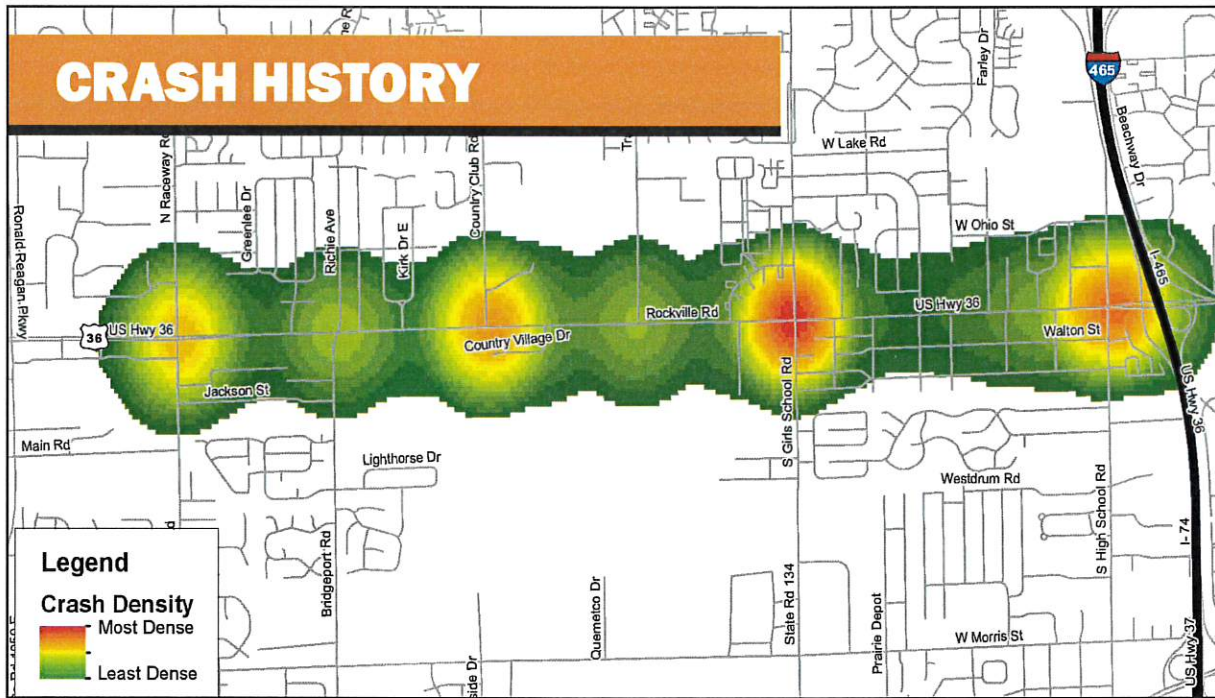 CRASH HISTORY
465
Farley Dr
Beachway Dr
W Lake Rd
N Raceway Rd
Country Club Rd
Ronald Reagan Pkwy
Greenlee Dr
Richie Ave
Kirk Dr E
W Ohio St
I-465
US Hwy 36
36
Rockville Rd
US Hwy 36
Country Village Dr
Walton St
Jackson St
US Hwy 36
S Girls School Rd
Main Rd
Lighthorse Dr
Westdrum Rd
S High School Rd
I-74
Bridgeport Rd
Legend
Crash Density
Most Dense
Least Dense
State Rd 134
Quemetco Dr
Prairie Depot
W Morris St
US Hwy 37